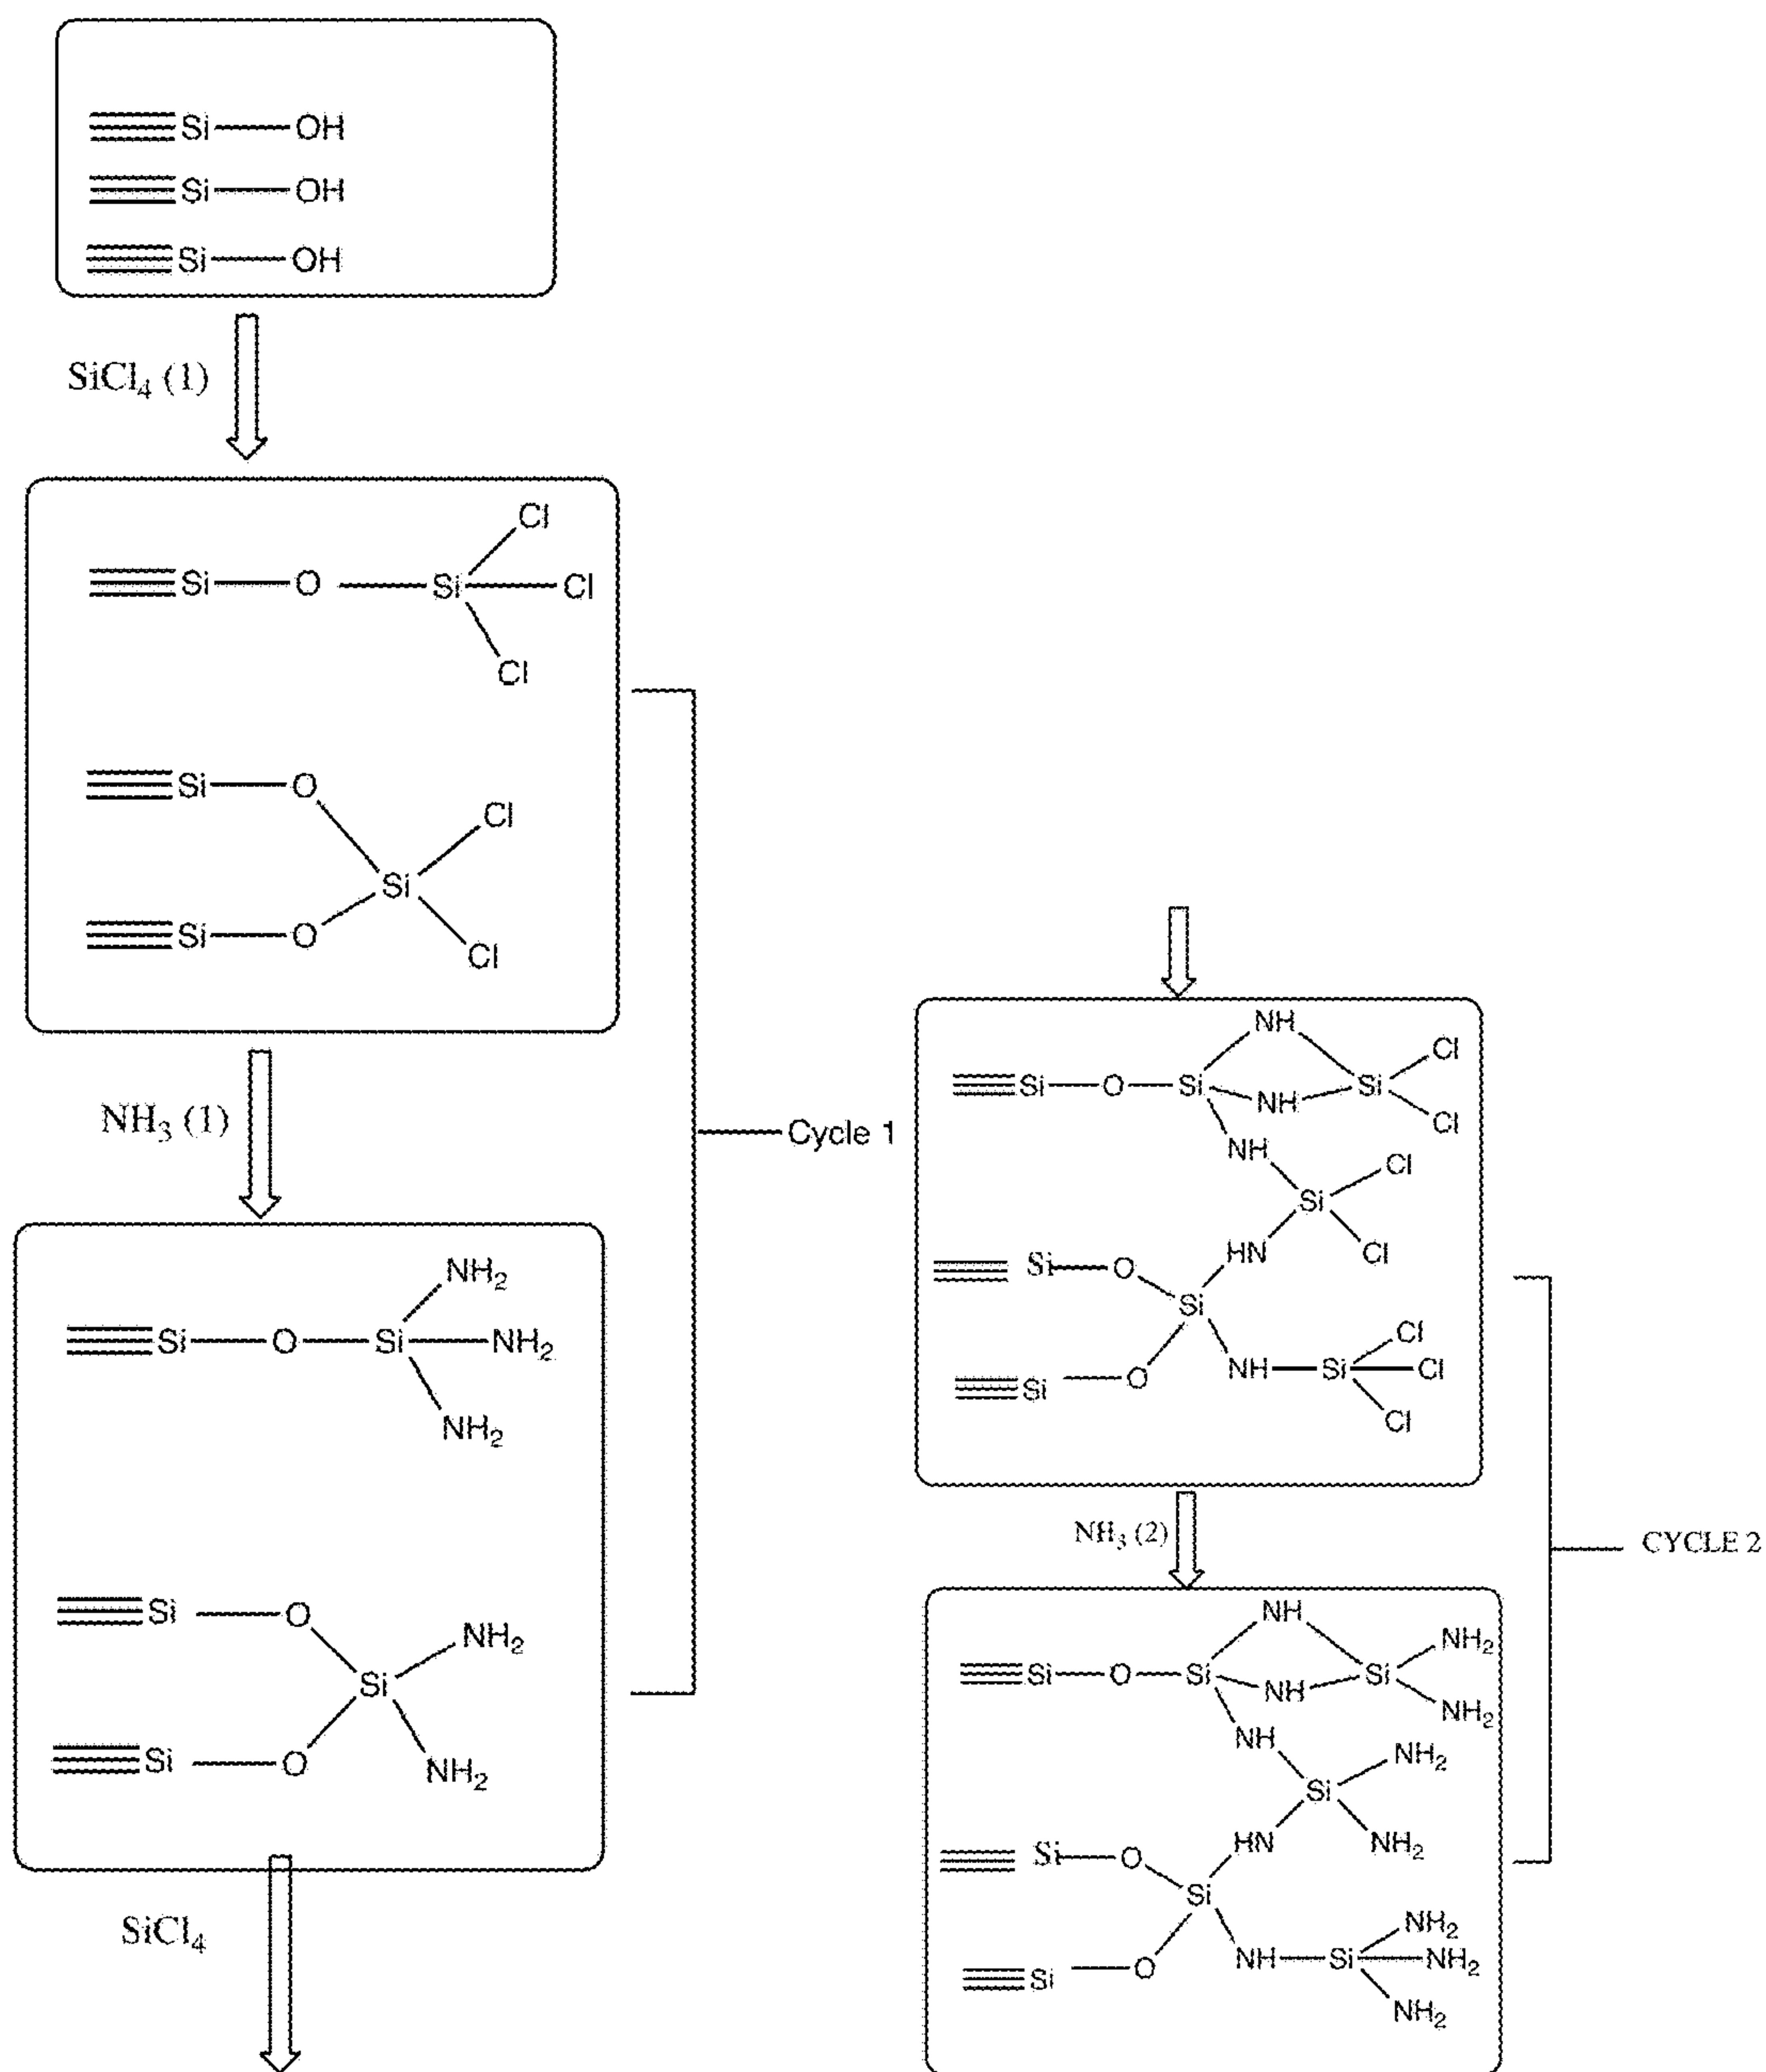 Si OH
Si OH
Si OH
SiCl₄ (1)
Cl
Si O Si Cl
Cl
Si O
Cl
Si
Si O
Cl
NH₃ (1)
NH₂
Si O Si NH₂
NH₂
Si O
NH₂
Si
Si O
NH₂
SiCl₄
Cycle 1
NH
Cl
Si O Si Si
NH
Cl
NH
Cl
Si
HN
Cl
Si O
Si
Cl
NH Si Cl
Si O
Cl
NH₃ (2)
CYCLE 2
NH
NH₂
Si O Si Si
NH
NH₂
NH
NH₂
Si
HN
NH₂
Si O
Si
NH₂
NH Si NH₂
Si O
NH₂